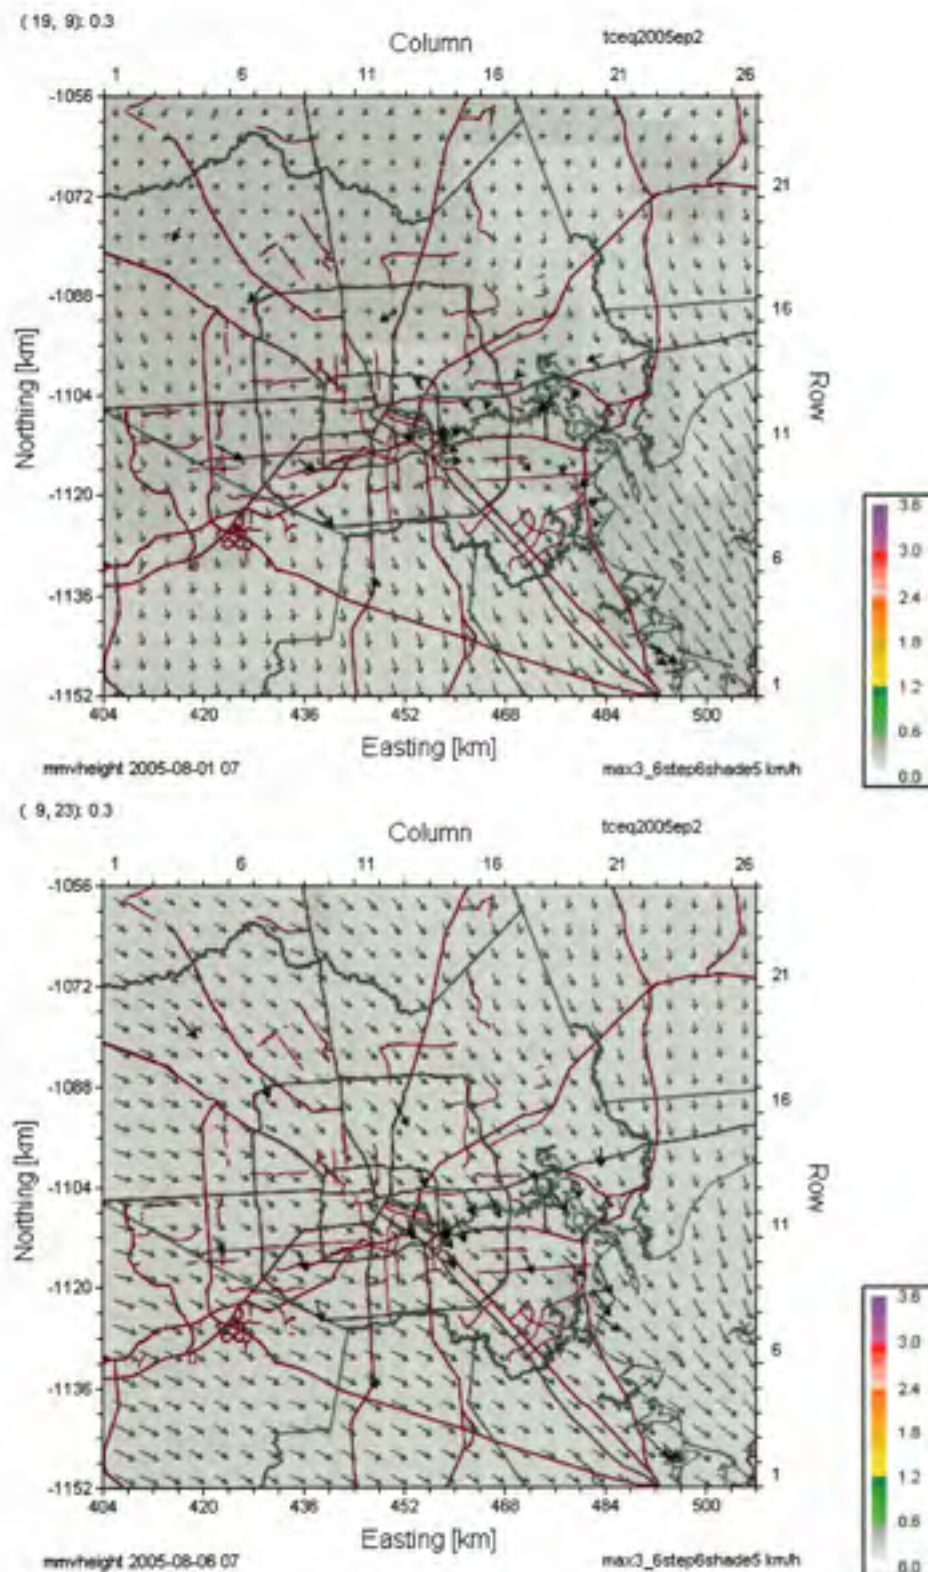 ( 19, 9): 0.3
Column
tceq2005ep2
1 6 11 16 21 26
-1056
-1072
-1088
-1104
-1120
-1136
-1152
Northing [km]
21
16
11
6
1
Row
404 420 436 452 468 484 500
Easting [km]
mmvheight 2005-08-01 07
max3_6step6shade5 km/h
3.6
3.0
2.4
1.8
1.2
0.6
0.0
( 9, 23): 0.3
Column
tceq2005ep2
1 6 11 16 21 26
-1056
-1072
-1088
-1104
-1120
-1136
-1152
Northing [km]
21
16
11
6
1
Row
404 420 436 452 468 484 500
Easting [km]
mmvheight 2005-08-06 07
max3_6step6shade5 km/h
3.6
3.0
2.4
1.8
1.2
0.6
0.0